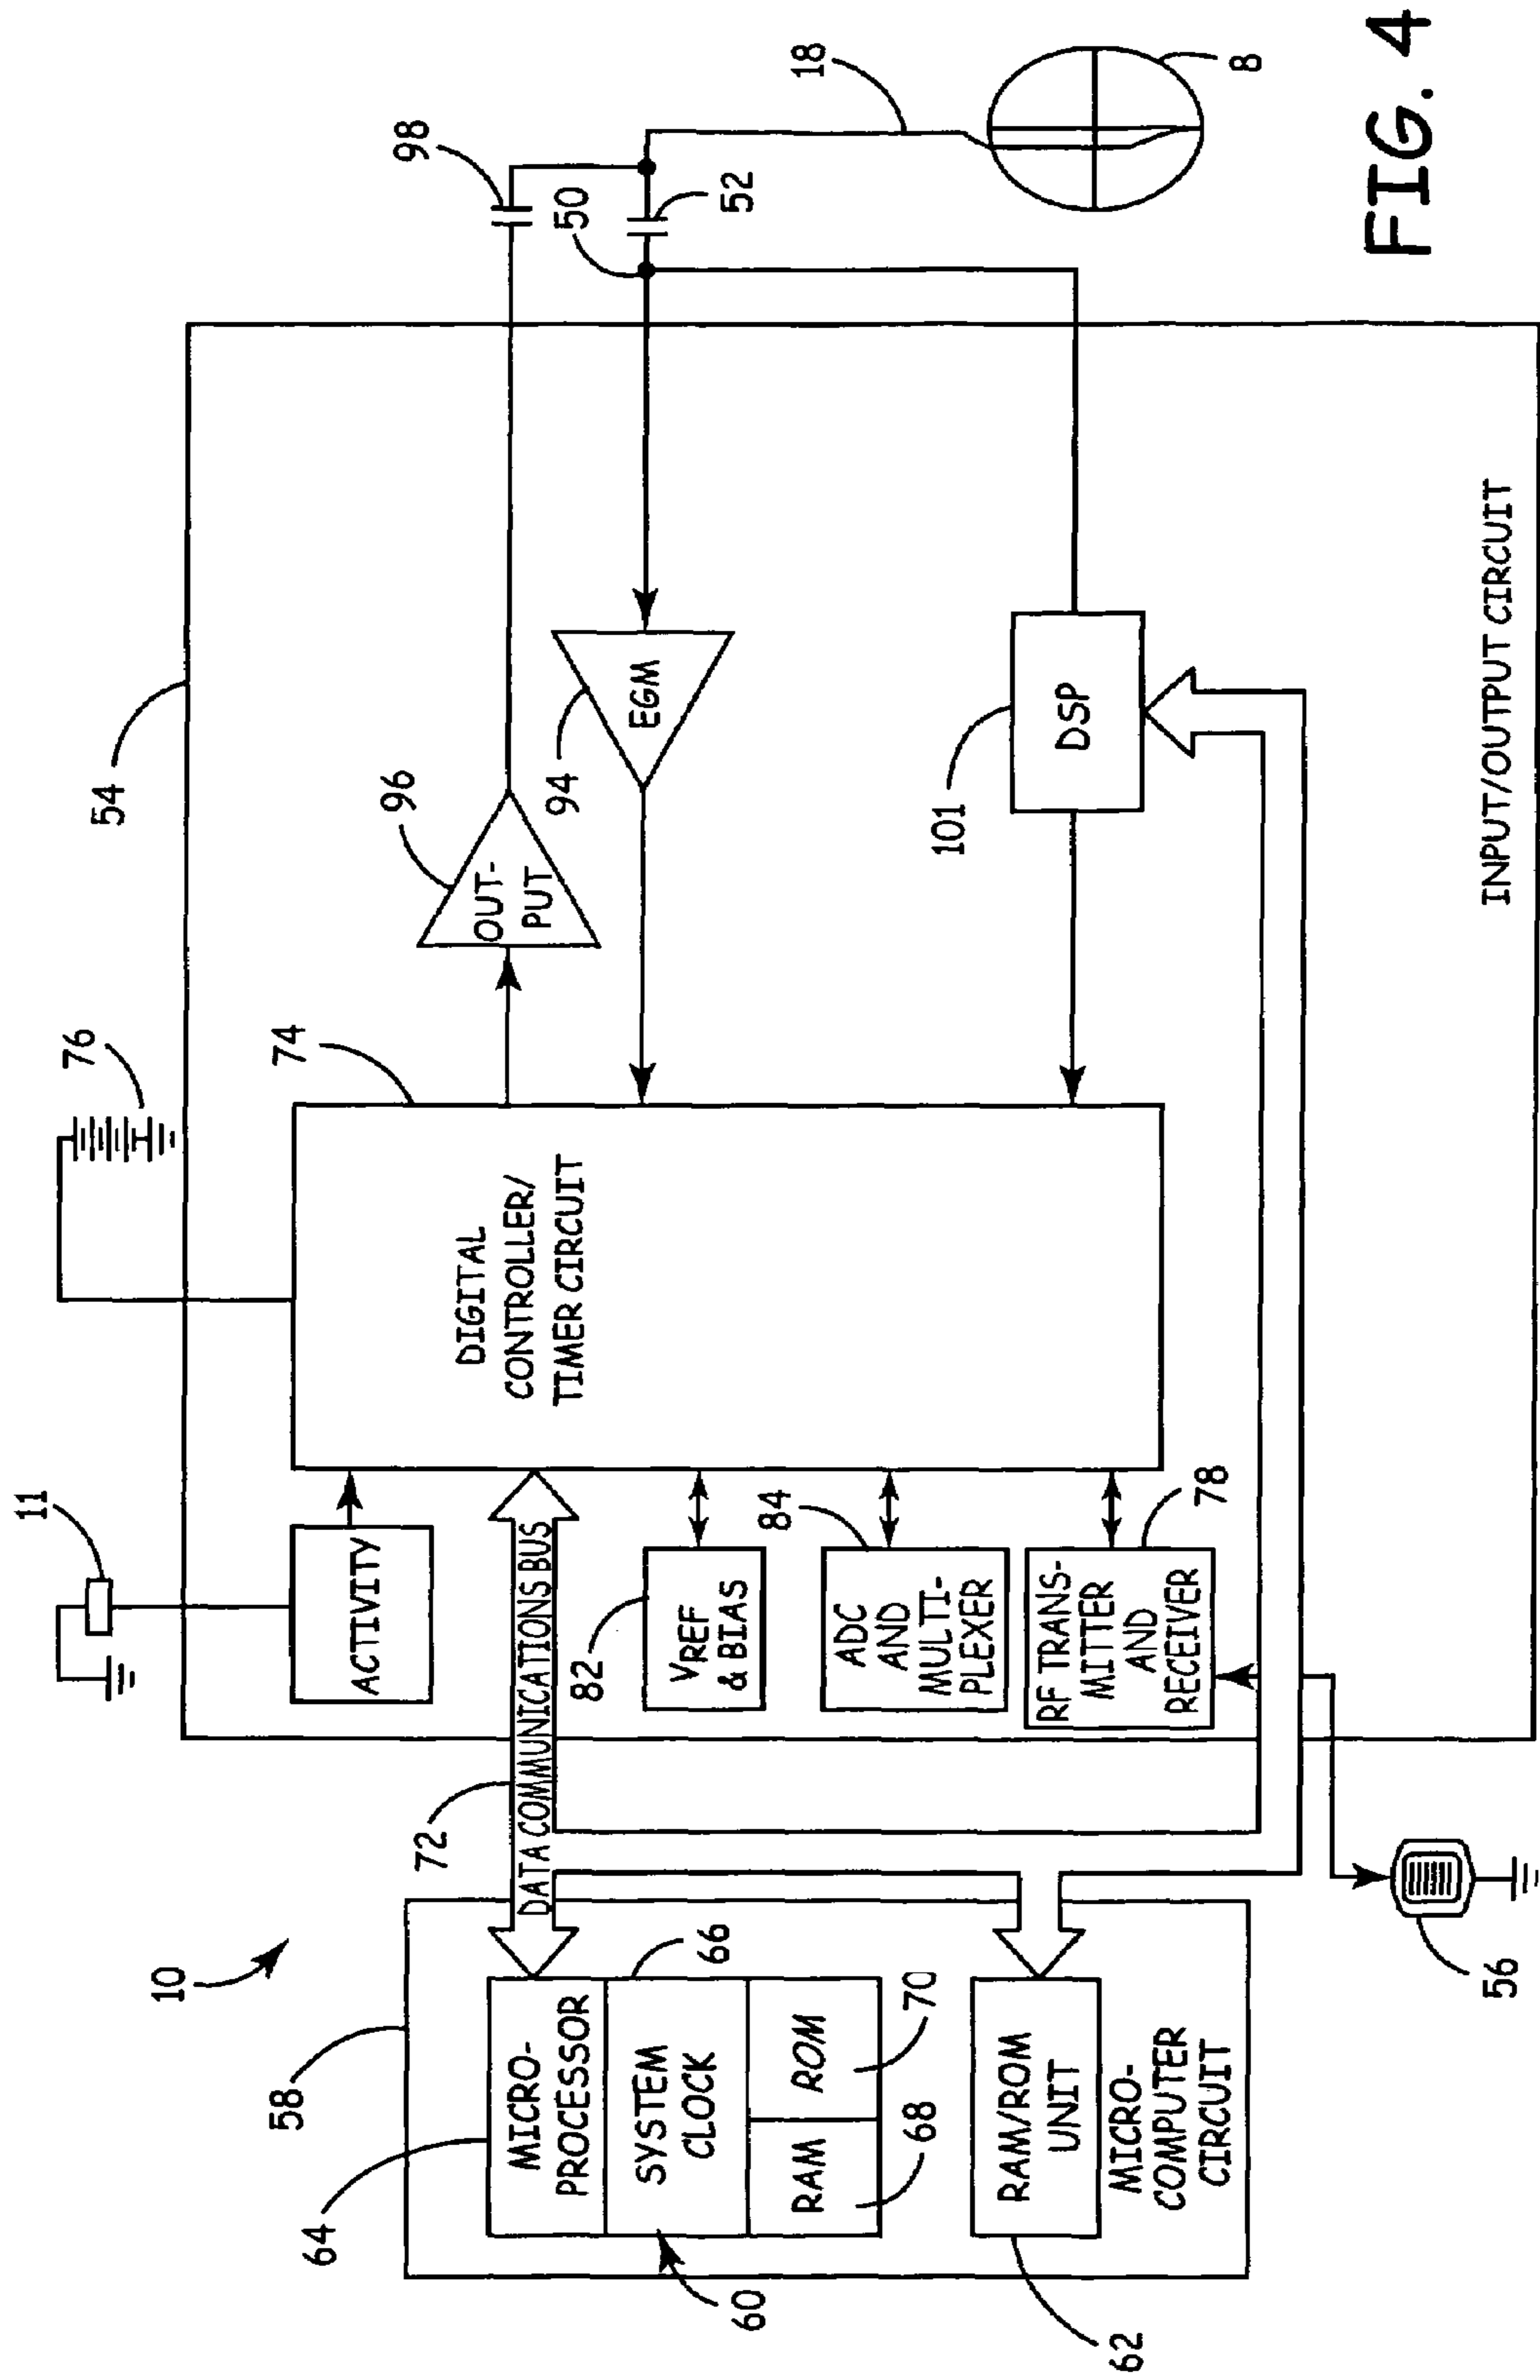 10
58
64
MICRO-
PROCESSOR
SYSTEM
CLOCK
66
RAM
ROM
68
70
60
RAM/ROM
UNIT
62
MICRO-
COMPUTER
CIRCUIT
72
DATA COMMUNICATIONS BUS
56
11
ACTIVITY
82
VREF
& BIAS
84
ADC
AND
MULTI-
PLEXER
78
RF TRANS-
MITTER
AND
RECEIVER
76
74
DIGITAL
CONTROLLER/
TIMER CIRCUIT
54
96
OUT-
PUT
94
EGM
101
DSP
INPUT/OUTPUT CIRCUIT
98
50
52
18
8
FIG. 4